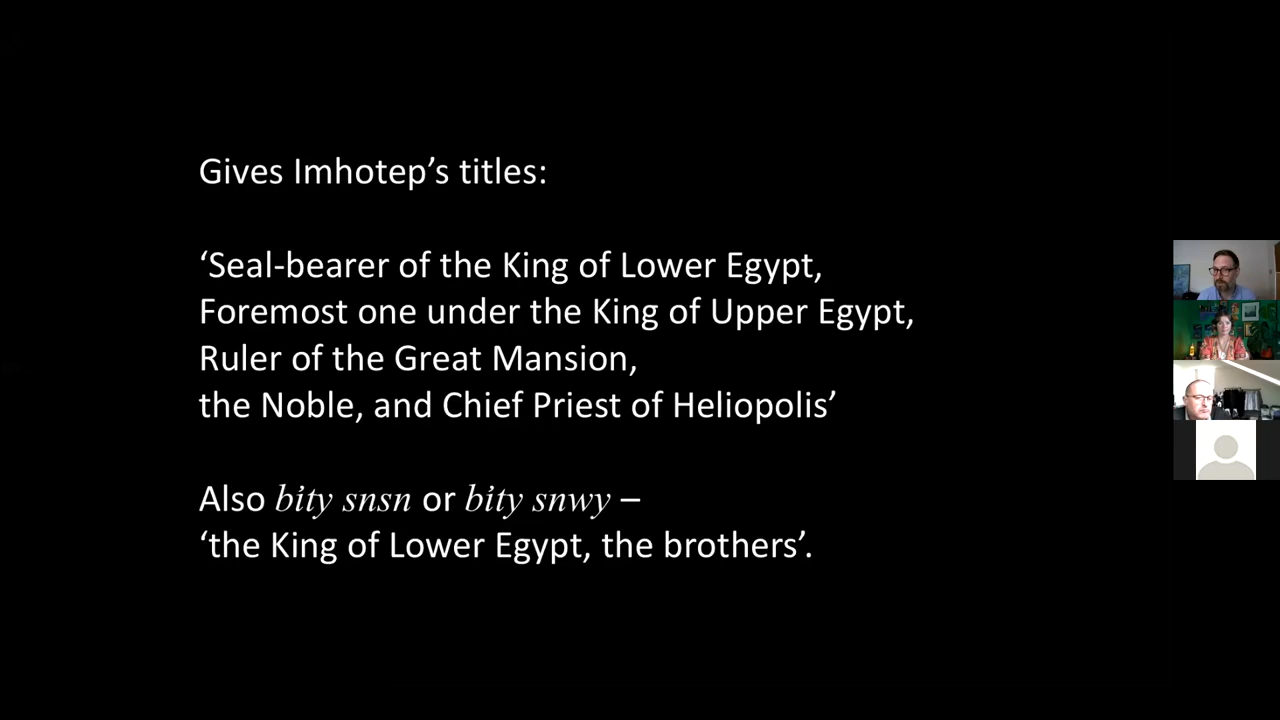 Gives Imhotep’s titles:
‘Seal-bearer of the King of Lower Egypt,
Foremost one under the King of Upper Egypt,
Ruler of the Great Mansion,
the Noble, and Chief Priest of Heliopolis’
Also bỉty snsn or bỉty snwy –
‘the King of Lower Egypt, the brothers’.